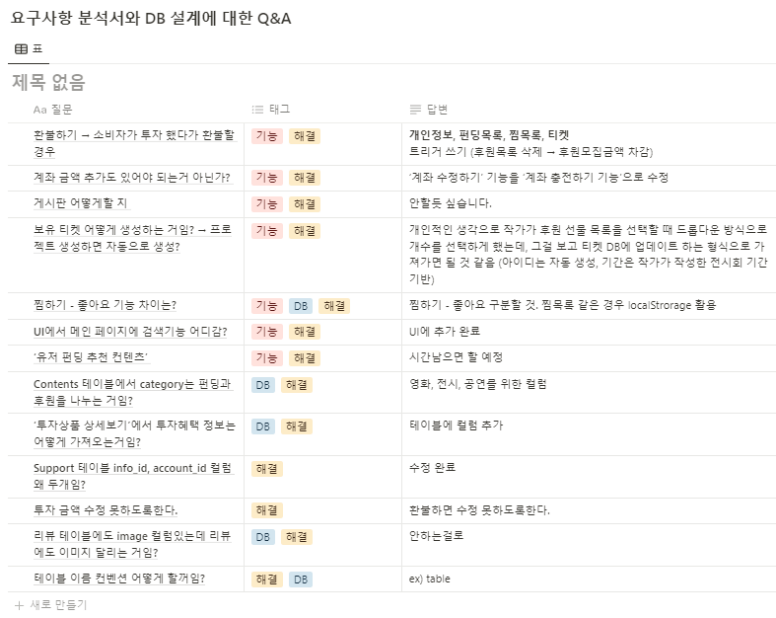 요구사항 분석서와 DB 설계에 대한 Q&A
표
제목 없음
Aa 질문
태그
답변
환불하기 → 소비자가 투자 했다가 환불할
경우
기능 해결
개인정보, 펀딩목록, 찜목록, 티켓
트리거 쓰기 (후원목록 삭제 → 후원모집금액 차감)
계좌 금액 추가도 있어야 되는거 아닌가?
기능 해결
'계좌 수정하기' 기능을 '계좌 충전하기 기능'으로 수정
게시판 어떻게할 지
기능 해결
안할듯 싶습니다.
보유 티켓 어떻게 생성하는 거임? → 프로
젝트 생성하면 자동으로 생성?
기능 해결
개인적인 생각으로 작가가 후원 선물 목록을 선택할 때 드롭다운 방식으로
개수를 선택하게 했는데, 그걸 보고 티켓 DB에 업데이트 하는 형식으로 가
져가면 될 것 같음 (아이디는 자동 생성, 기간은 작가가 작성한 전시회 기간
기반)
찜하기 - 좋아요 기능 차이는?
기능 DB 해결
찜하기 - 좋아요 구분할 것. 찜목록 같은 경우 localStrorage 활용
UI에서 메인 페이지에 검색기능 어디감?
기능 해결
UI에 추가 완료
'유저 펀딩 추천 컨텐츠'
기능 해결
시간남으면 할 예정
Contents 테이블에서 category는 펀딩과
후원을 나누는 거임?
DB 해결
영화, 전시, 공연를 위한 컬럼
'투자상품 상세보기'에서 투자혜택 정보는
어떻게 가져오는거임?
DB 해결
테이블에 컬럼 추가
Support 테이블 info_id, account_id 컬럼
왜 두개임?
해결
수정 완료
투자 금액 수정 못하도록한다.
해결
환불하면 수정 못하도록한다.
리뷰 테이블에도 image 컬럼있는데 리뷰
에도 이미지 달리는 거임?
DB 해결
안하는걸로
테이블 이름 컨벤션 어떻게 할꺼임?
해결 DB
ex) table
+ 새로 만들기